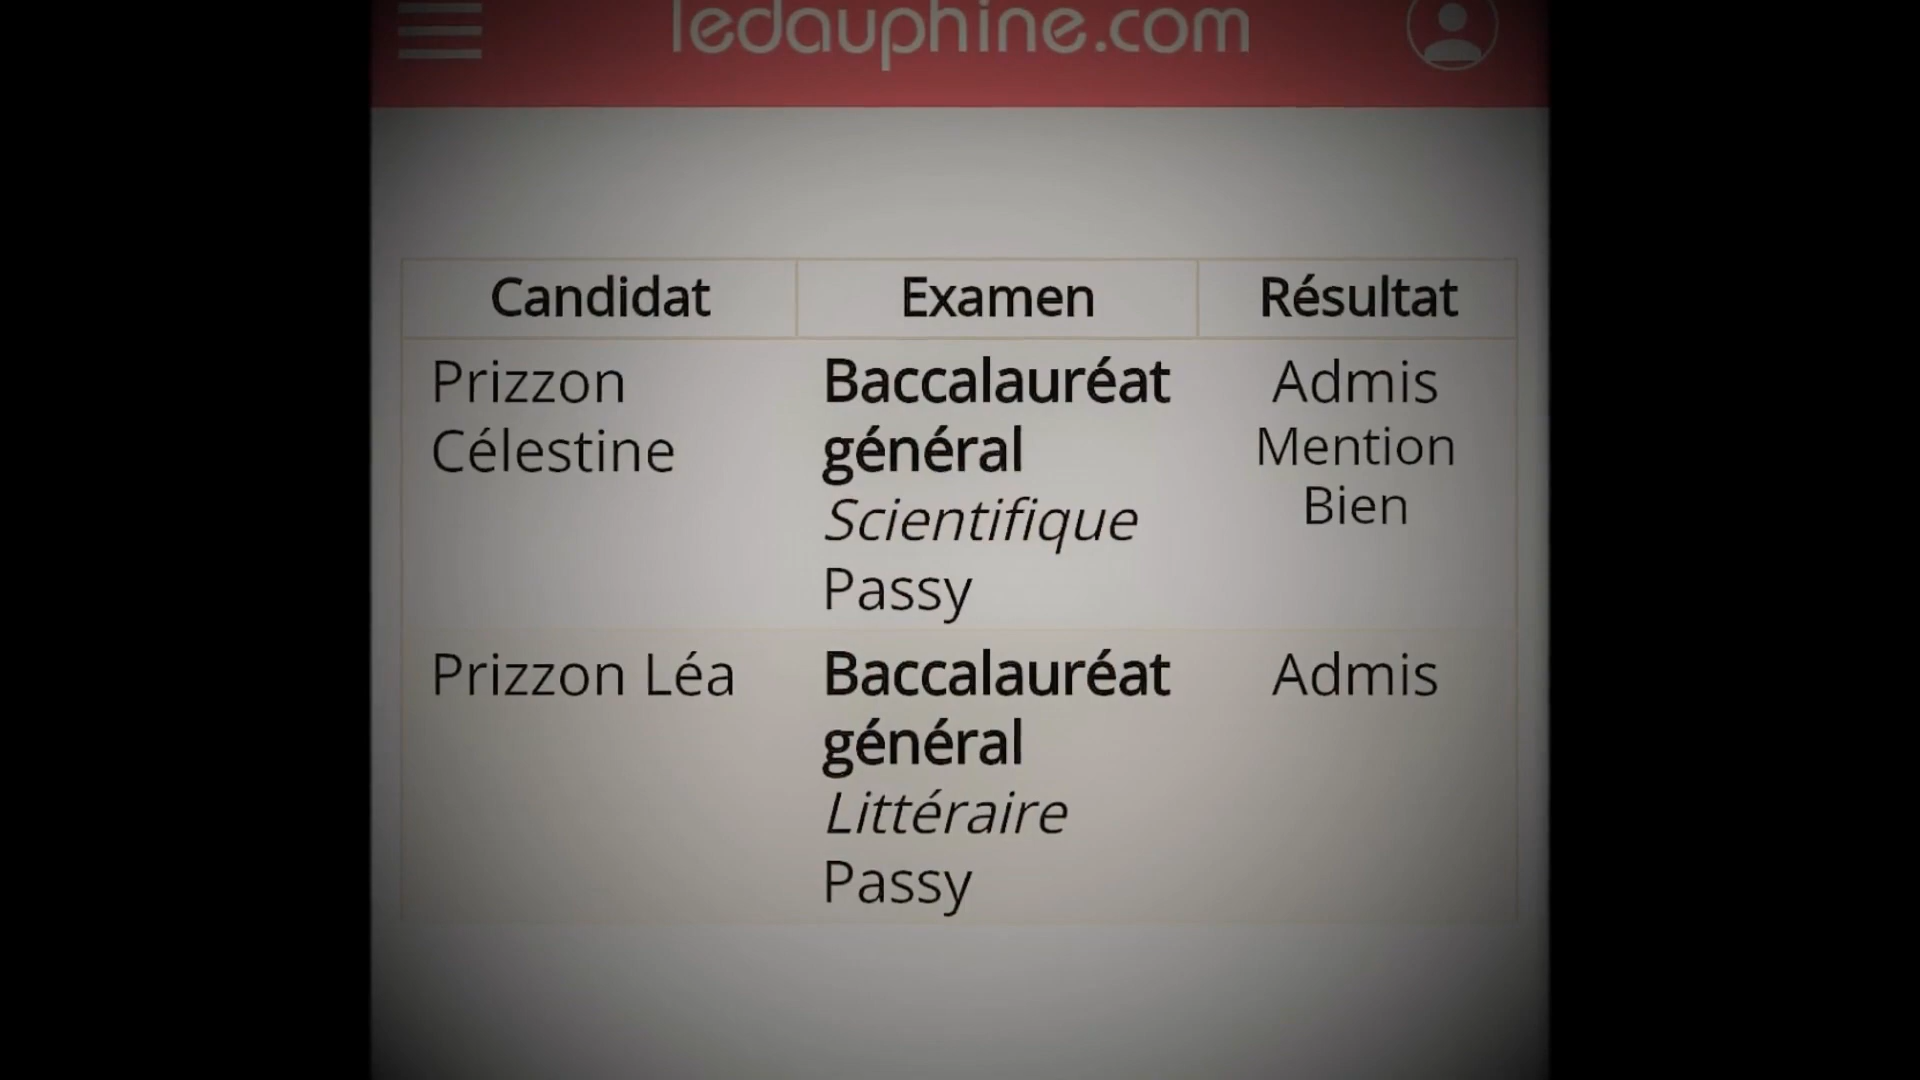 ledauphine.com
Candidat Examen Résultat
Prizzon Baccalauréat Admis
Célestine général Mention
Scientifique Bien
Passy
Prizzon Léa Baccalauréat Admis
général
Littéraire
Passy